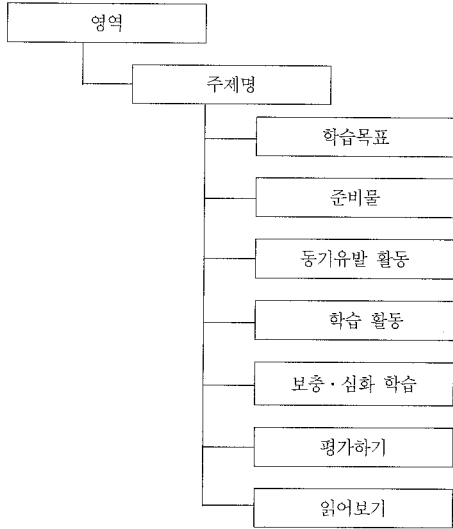 영역
주제명
학습목표
준비물
동기유발 활동
학습 활동
보충·심화 학습
평가하기
읽어보기